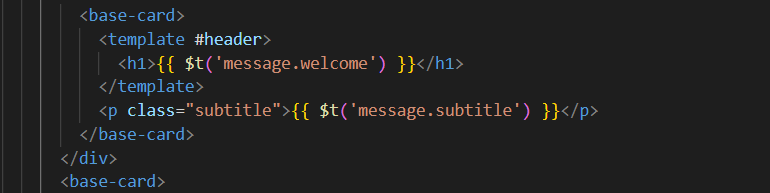 <base-card>
<template #header>
<h1>{{ $t('message.welcome') }}</h1>
</template>
<p class="subtitle">{{ $t('message.subtitle') }}</p>
</base-card>
</div>
<base-card>